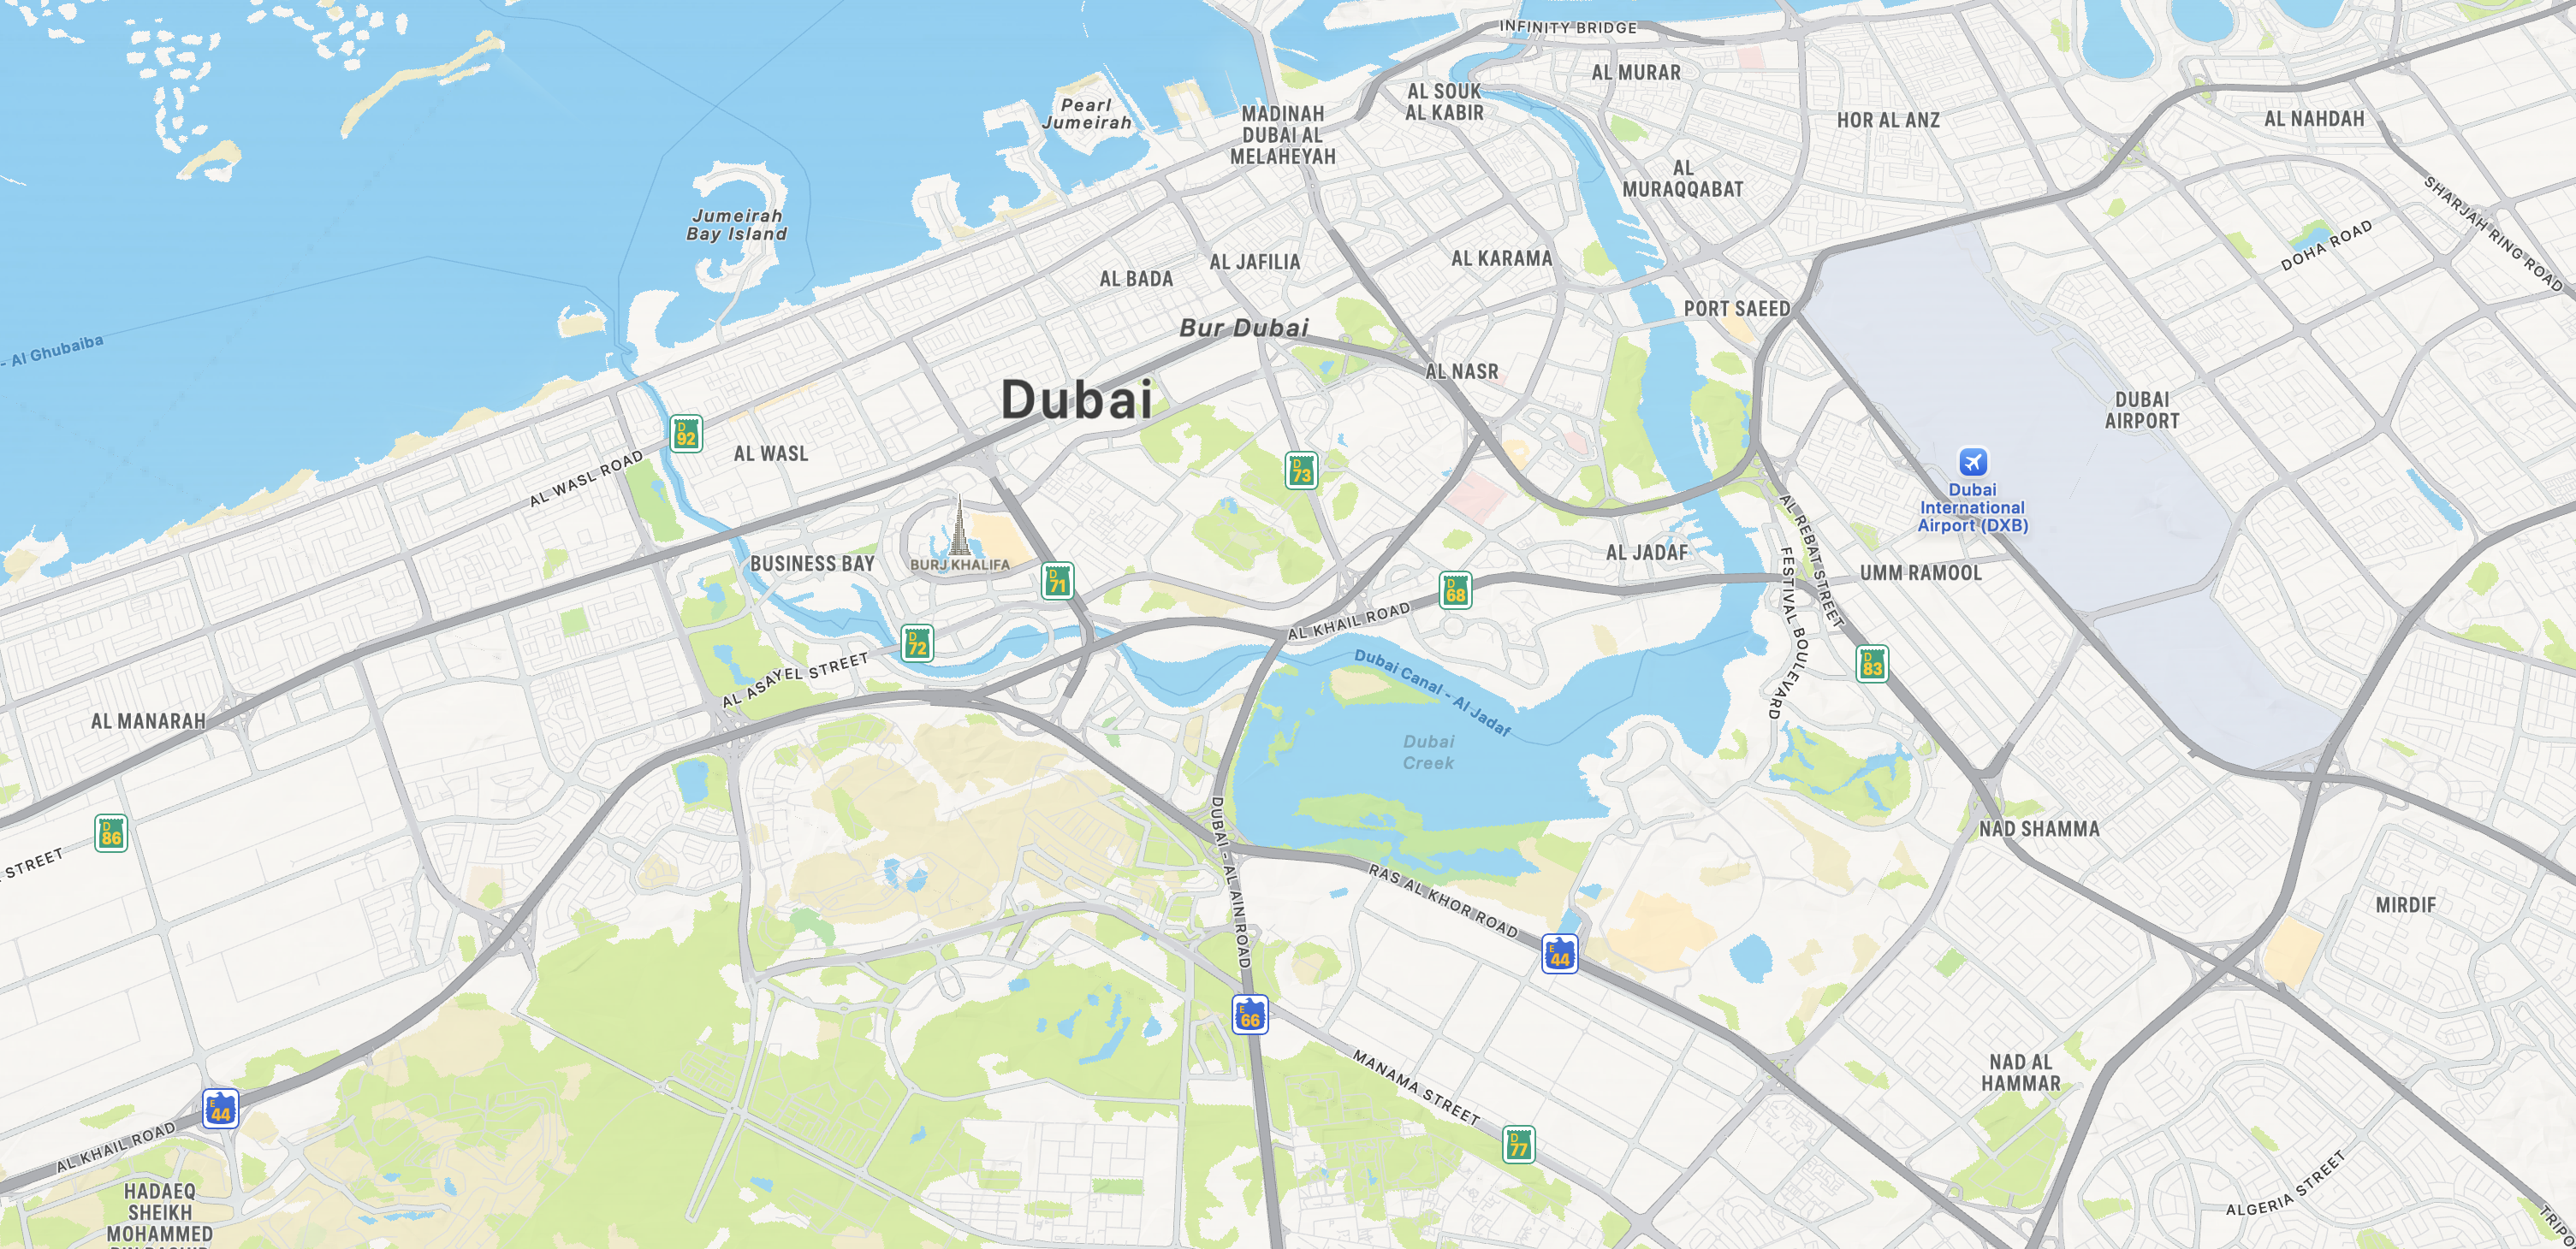 INFINITY BRIDGE
AL MURAR
AL SOUK
AL KABIR
Pearl
Jumeirah
MADINAH
DUBAI AL
MELAHEYAH
HOR AL ANZ
AL NAHDAH
AL
MURAQQABAT
SHARJAH RING ROAD
Jumeirah
Bay Island
DOHA ROAD
AL JAFILIA
AL KARAMA
AL BADA
PORT SAEED
Bur Dubai
- Al Ghubaiba
AL NASR
Dubai
DUBAI
AIRPORT
D
92
AL WASL
D
73
AL WASL ROAD
Dubai
International
Airport (DXB)
AL REBAT STREET
BUSINESS BAY
BURJ KHALIFA
AL JADAF
UMM RAMOOL
D
71
D
68
FESTIVAL BOULEVARD
AL KHAIL ROAD
D
72
D
83
AL ASAYEL STREET
Dubai Canal - Al Jadaf
AL MANARAH
Dubai
Creek
D
86
STREET
DUBAI - AL AIN ROAD
NAD SHAMMA
RAS AL KHOR ROAD
MIRDIF
E
44
E
66
MANAMA STREET
NAD AL
HAMMAR
E
44
AL KHAIL ROAD
D
77
HADAEQ
SHEIKH
MOHAMMED
ALGERIA STREET